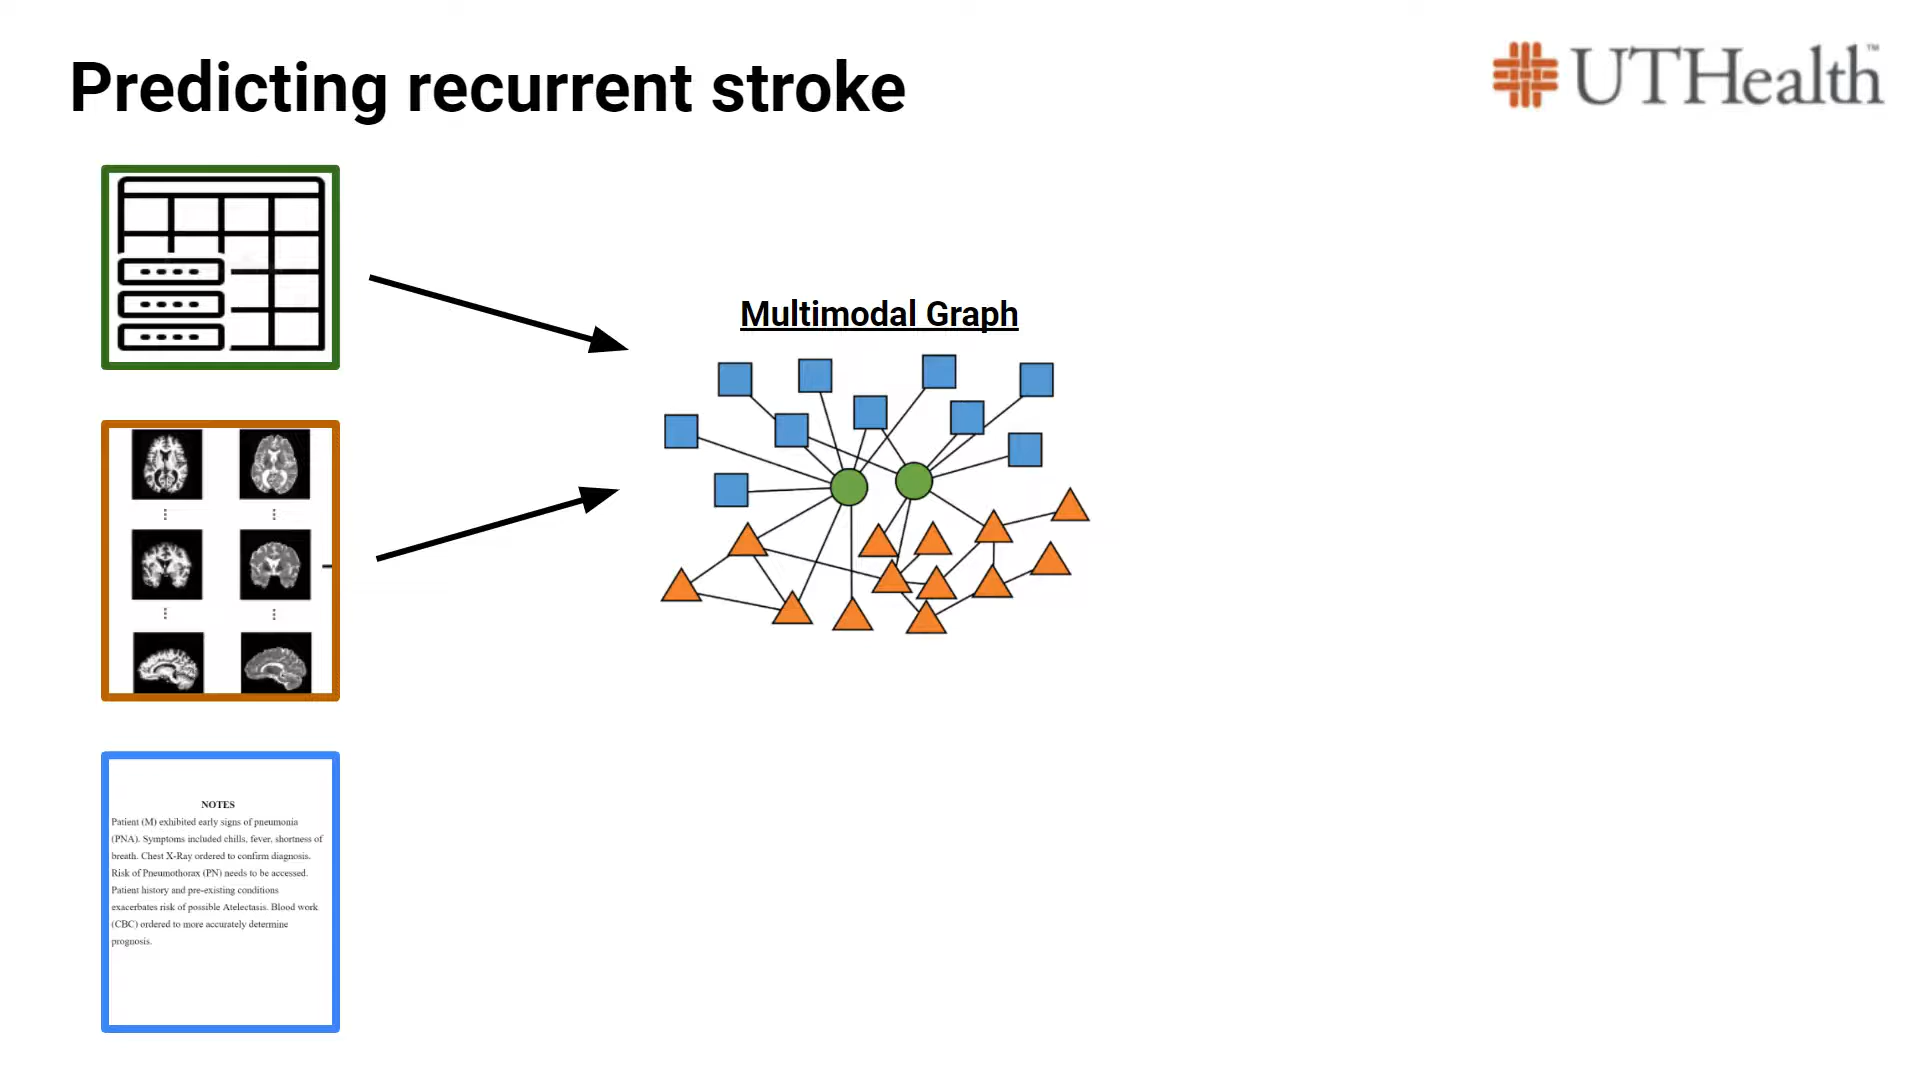 Predicting recurrent stroke
UTHealth™
Multimodal Graph
NOTES
Patient (M) exhibited early signs of pneumonia
(PNA). Symptoms included chills, fever, shortness of
breath. Chest X-Ray ordered to confirm diagnosis.
Risk of Pneumothorax (PN) needs to be accessed.
Patient history and pre-existing conditions
exacerbates risk of possible Atelectasis. Blood work
(CBC) ordered to more accurately determine
prognosis.